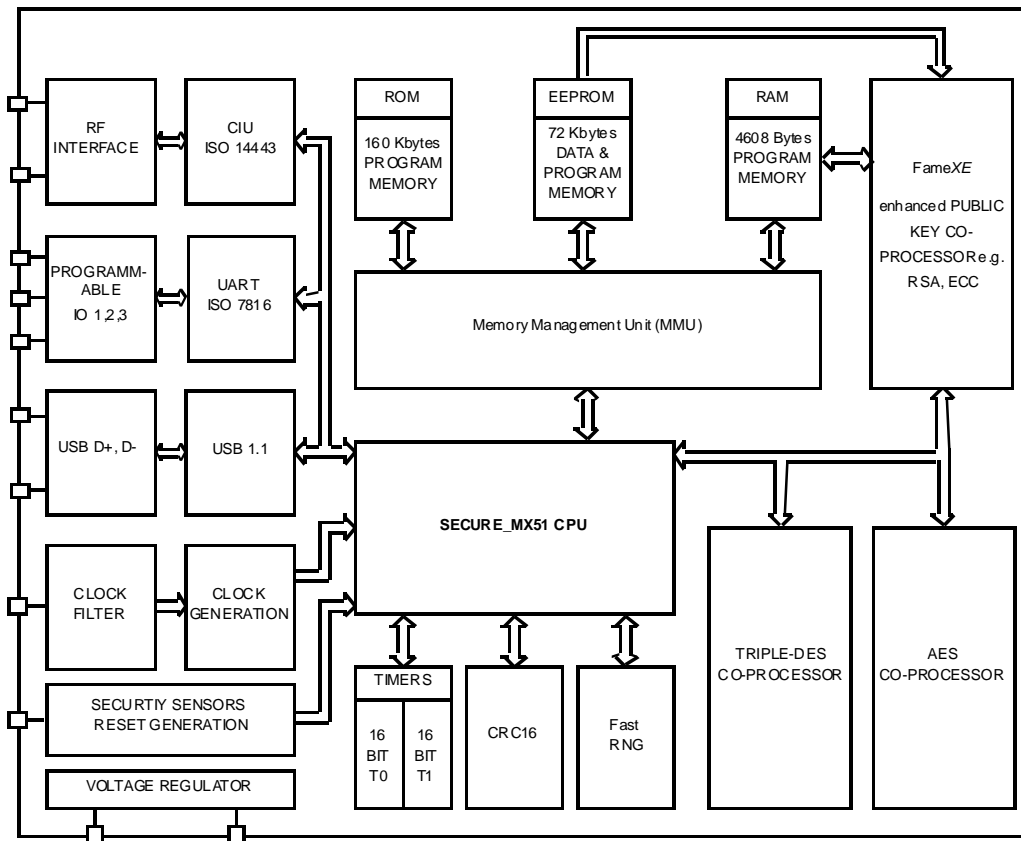 RF
INTERFACE
CIU
ISO 14443
ROM
160 Kbytes
PROGRAM
MEMORY
EEPROM
72 Kbytes
DATA &
PROGRAM
MEMORY
RAM
4608 Bytes
PROGRAM
MEMORY
FameXE
enhanced PUBLIC
KEY CO-
PROCESSOR e.g.
RSA, ECC
PROGRAMM-
ABLE
IO 1,2,3
UART
ISO 7816
Memory Management Unit (MMU)
USB D+, D-
USB 1.1
SECURE_MX51 CPU
CLOCK
FILTER
CLOCK
GENERATION
SECURTIY SENSORS
RESET GENERATION
VOLTAGE REGULATOR
TIMERS
16
BIT
T0
16
BIT
T1
CRC16
Fast
RNG
TRIPLE-DES
CO-PROCESSOR
AES
CO-PROCESSOR